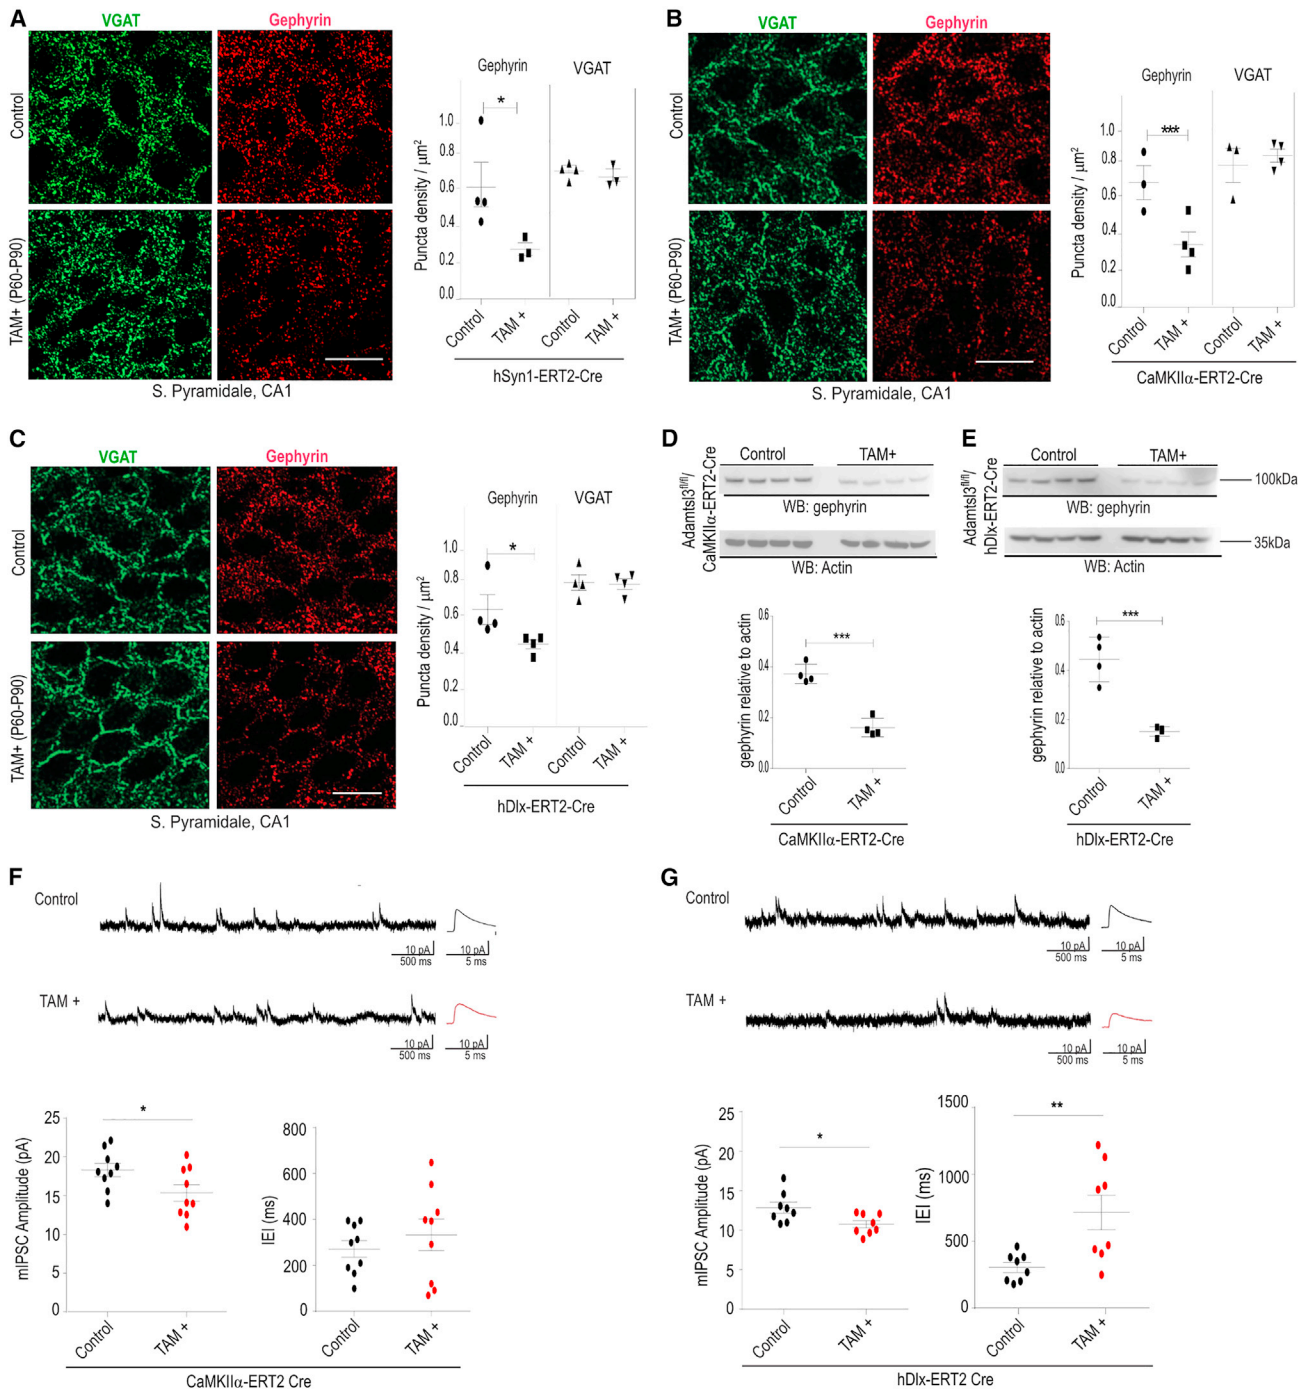 A
VGAT
Gephyrin
Control
TAM+ (P60-P90)
S. Pyramidale, CA1
Gephyrin
VGAT
*
Puncta density / µm²
1.0
0.8
0.6
0.4
0.2
0.0
Control
TAM +
Control
TAM +
hSyn1-ERT2-Cre
B
VGAT
Gephyrin
Control
TAM+ (P60-P90)
S. Pyramidale, CA1
Gephyrin
VGAT
***
Puncta density / µm²
1.0
0.8
0.6
0.4
0.2
0.0
Control
TAM +
Control
TAM +
CaMKIIα-ERT2-Cre
C
VGAT
Gephyrin
Control
TAM+ (P60-P90)
S. Pyramidale, CA1
Gephyrin
VGAT
*
Puncta density / µm²
1.0
0.8
0.6
0.4
0.2
0.0
Control
TAM +
Control
TAM +
hDlx-ERT2-Cre
D
Adamtsl3fl/fl/
CaMKIIα-ERT2-Cre
Control
TAM+
WB: gephyrin
WB: Actin
gephyrin relative to actin
0.6
0.4
0.2
0.0
***
Control
TAM +
CaMKIIα-ERT2-Cre
E
Adamtsl3fl/fl/
hDlx-ERT2-Cre
Control
TAM+
100kDa
WB: gephyrin
35kDa
WB: Actin
gephyrin relative to actin
0.6
0.4
0.2
0.0
***
Control
TAM +
hDlx-ERT2-Cre
F
Control
10 pA
500 ms
10 pA
5 ms
TAM +
10 pA
500 ms
10 pA
5 ms
mIPSC Amplitude (pA)
25
20
15
10
5
0
*
Control
TAM +
IEI (ms)
800
600
400
200
0
Control
TAM +
CaMKIIα-ERT2 Cre
G
Control
10 pA
500 ms
10 pA
5 ms
TAM +
10 pA
500 ms
10 pA
5 ms
mIPSC Amplitude (pA)
25
20
15
10
5
0
*
Control
TAM +
IEI (ms)
1500
1000
500
0
**
Control
TAM +
hDlx-ERT2 Cre